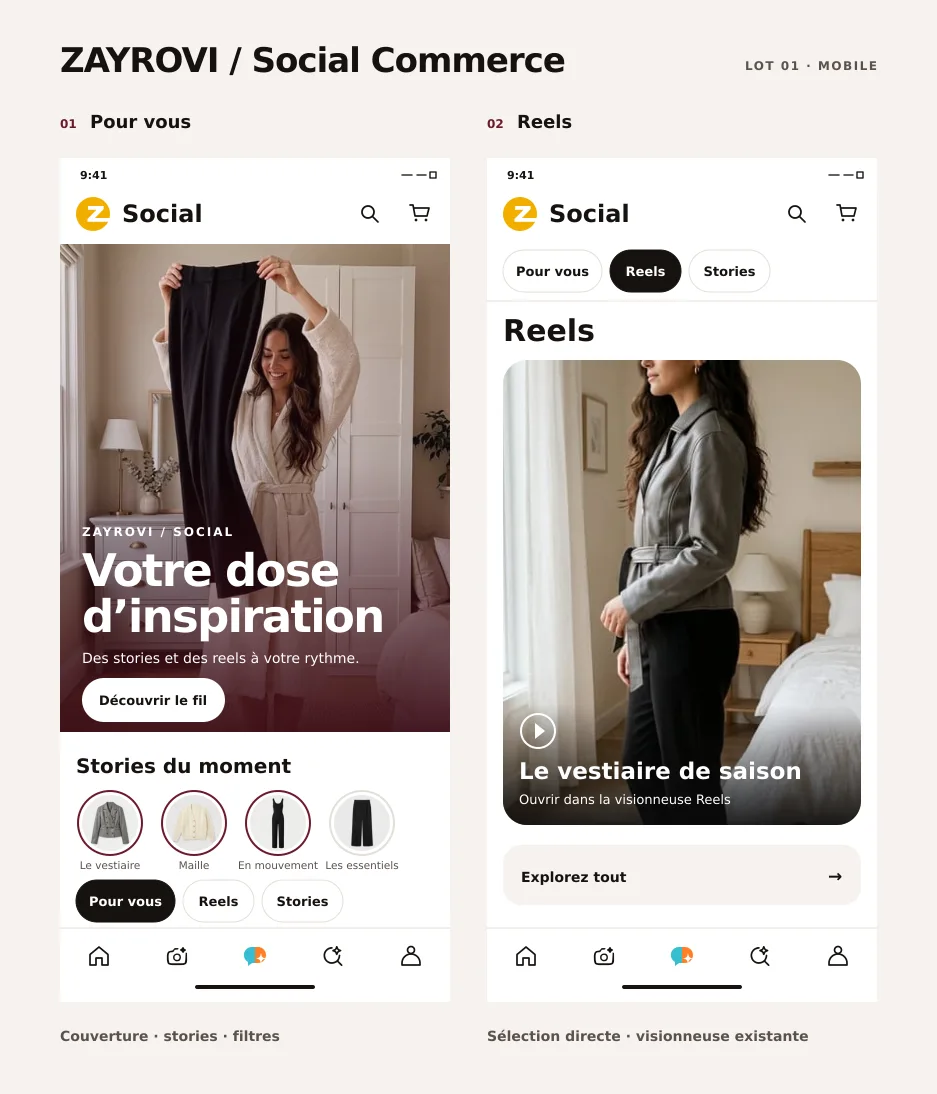 ZAYROVI / Social Commerce
LOT 01 · MOBILE
01 Pour vous
9:41
Z Social
ZAYROVI / SOCIAL
Votre dose
d’inspiration
Des stories et des reels à votre rythme.
Découvrir le fil
Stories du moment
Le vestiaire Maille En mouvement Les essentiels
Pour vous Reels Stories
Couverture · stories · filtres
02 Reels
9:41
Z Social
Pour vous Reels Stories
Reels
Le vestiaire de saison
Ouvrir dans la visionneuse Reels
Explorez tout →
Sélection directe · visionneuse existante